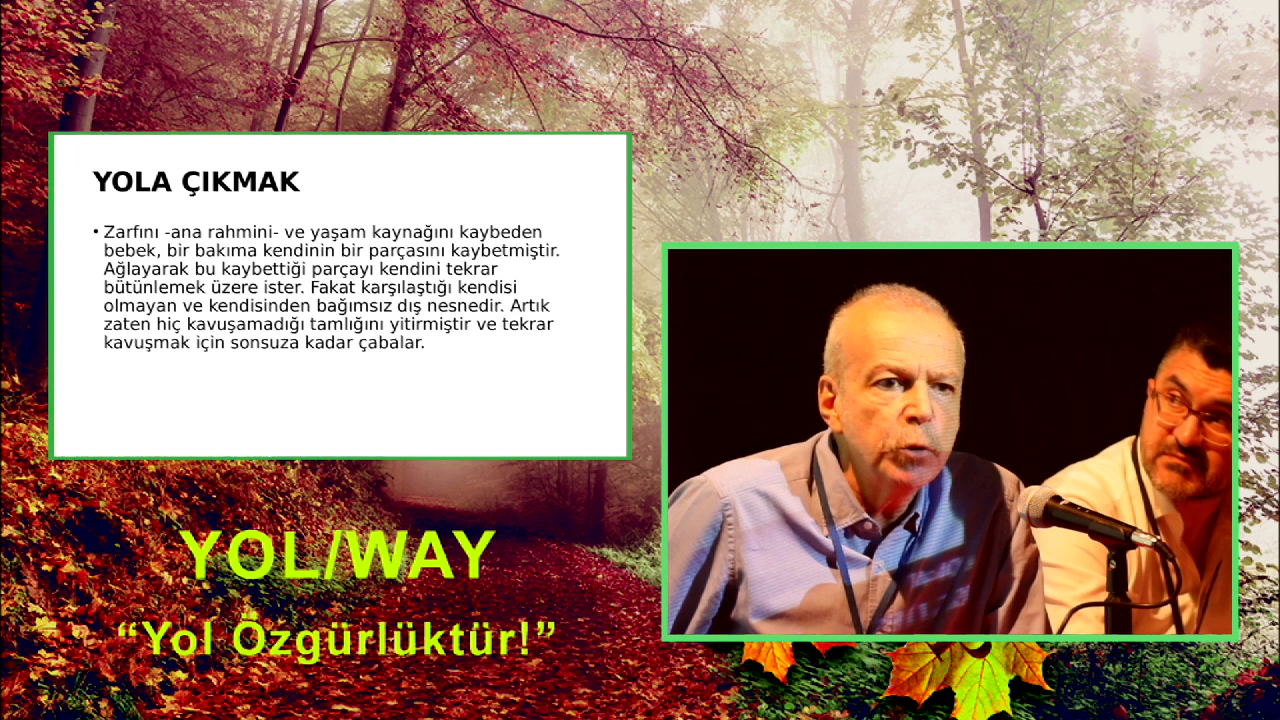 YOLA ÇIKMAK
• Zarfını -ana rahmini- ve yaşam kaynağını kaybeden
bebek, bir bakıma kendinin bir parçasını kaybetmiştir.
Ağlayarak bu kaybettiği parçayı kendini tekrar
bütünlemek üzere ister. Fakat karşılaştığı kendisi
olmayan ve kendisinden bağımsız dış nesnedir. Artık
zaten hiç kavuşamadığı tamlığını yitirmiştir ve tekrar
kavuşmak için sonsuza kadar çabalar.
YOL/WAY
“Yol Özgürlüktür!”